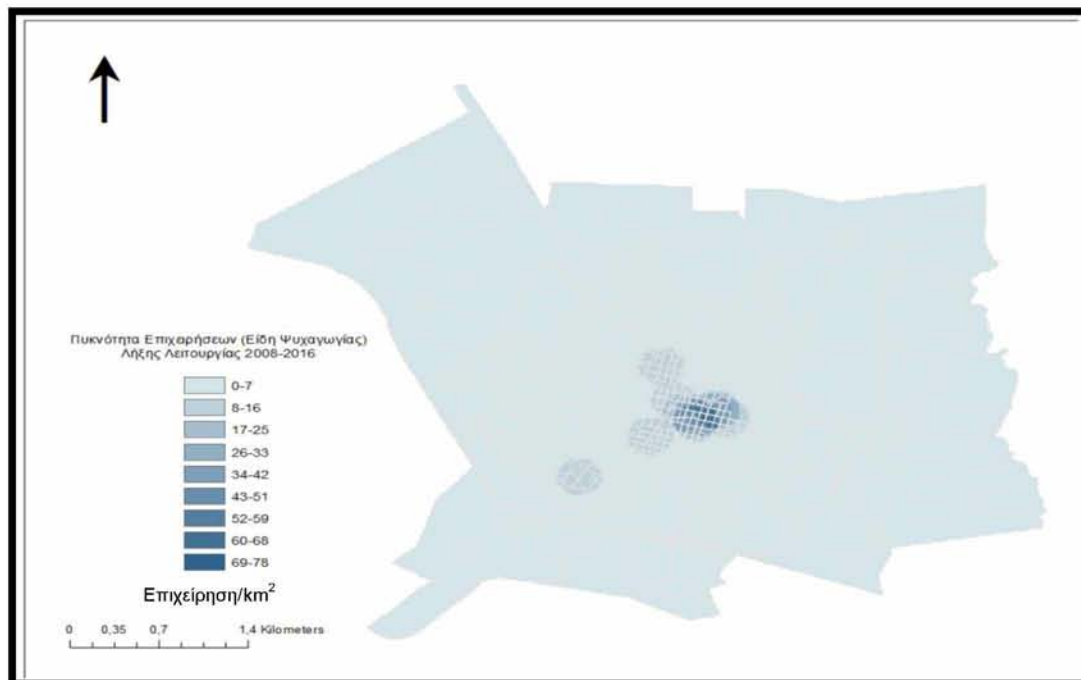 Πυκνότητα Επιχειρήσεων (Είδη Ψυχαγωγίας)
Λήξης Λειτουργίας 2008-2016
0-7
8-16
17-25
26-33
34-42
43-51
52-59
60-68
69-78
Επιχείρηση/km²
0 0,35 0,7 1,4 Kilometers